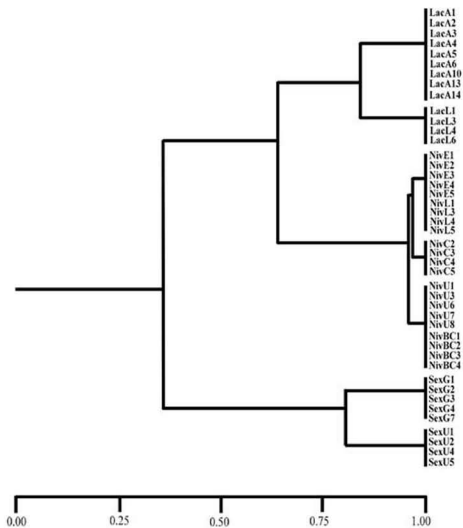 LacA1
LacA2
LacA3
LacA4
LacA5
LacA6
LacA10
LacA13
LacA14
LacL1
LacL3
LacL4
LacL6
NivE1
NivE2
NivE3
NivE4
NivE5
NivL1
NivL3
NivL4
NivL5
NivC2
NivC3
NivC4
NivC5
NivU1
NivU3
NivU6
NivU7
NivU8
NivBC1
NivBC2
NivBC3
NivBC4
SexG1
SexG2
SexG3
SexG4
SexG7
SexU1
SexU2
SexU4
SexU5
0.00 0.25 0.50 0.75 1.00